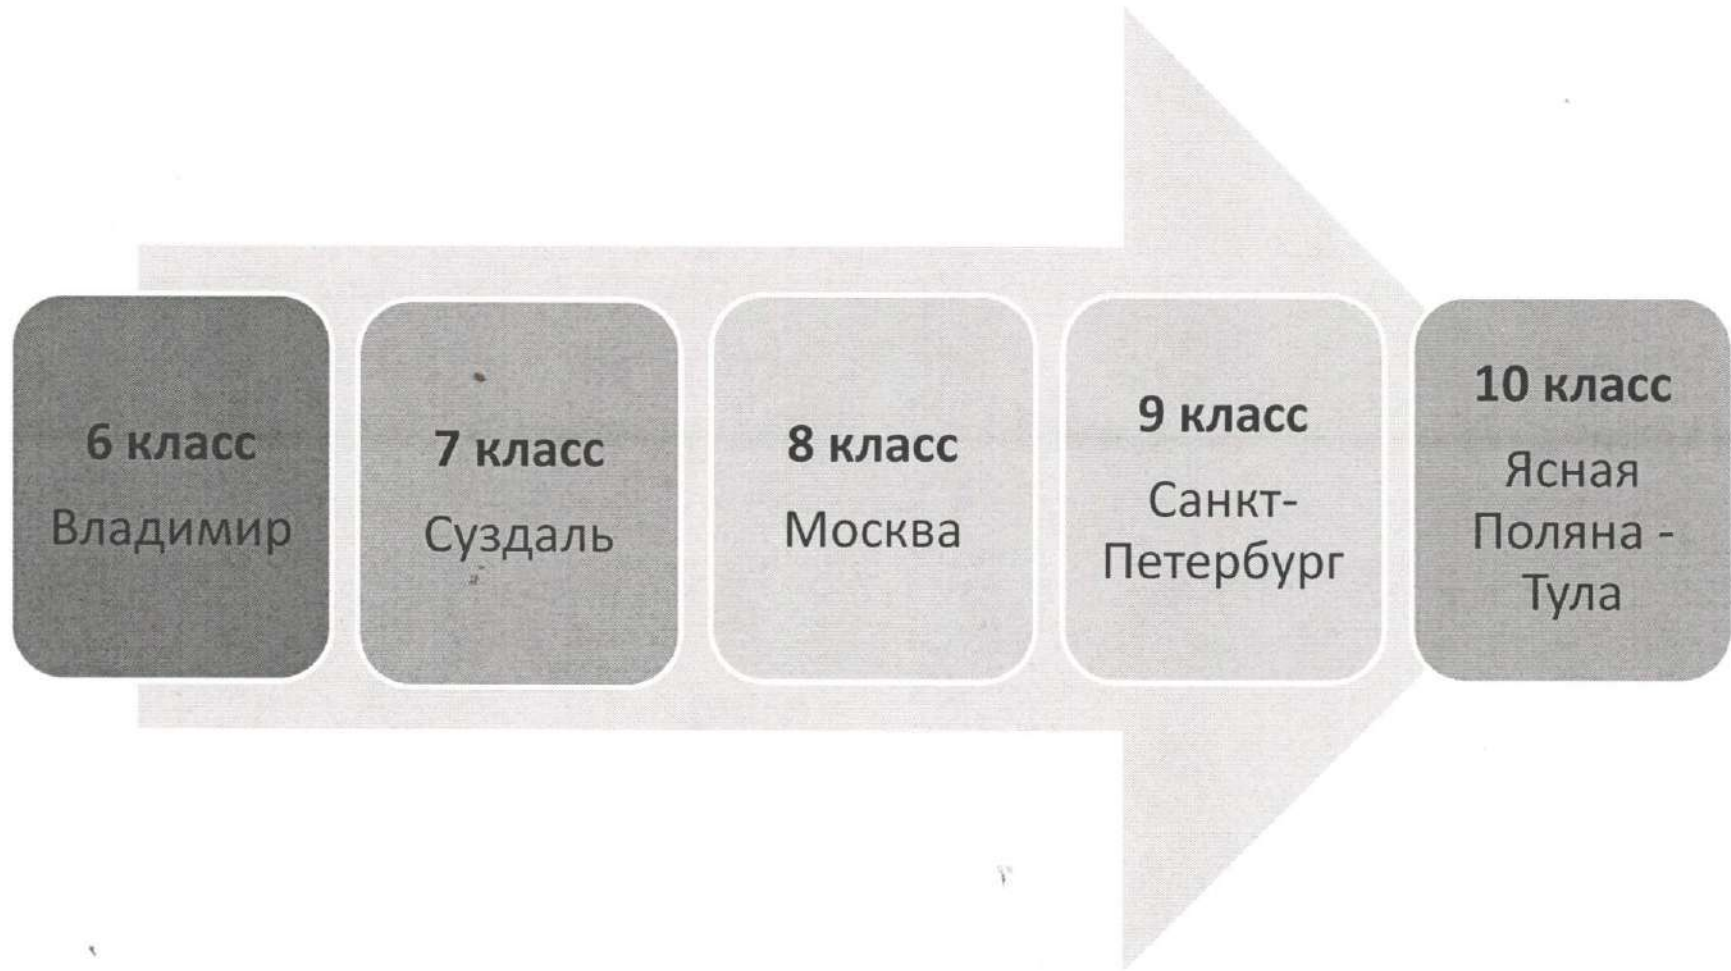 6 класс
Владимир
7 класс
Суздаль
8 класс
Москва
9 класс
Санкт-
Петербург
10 класс
Ясная
Поляна -
Тула